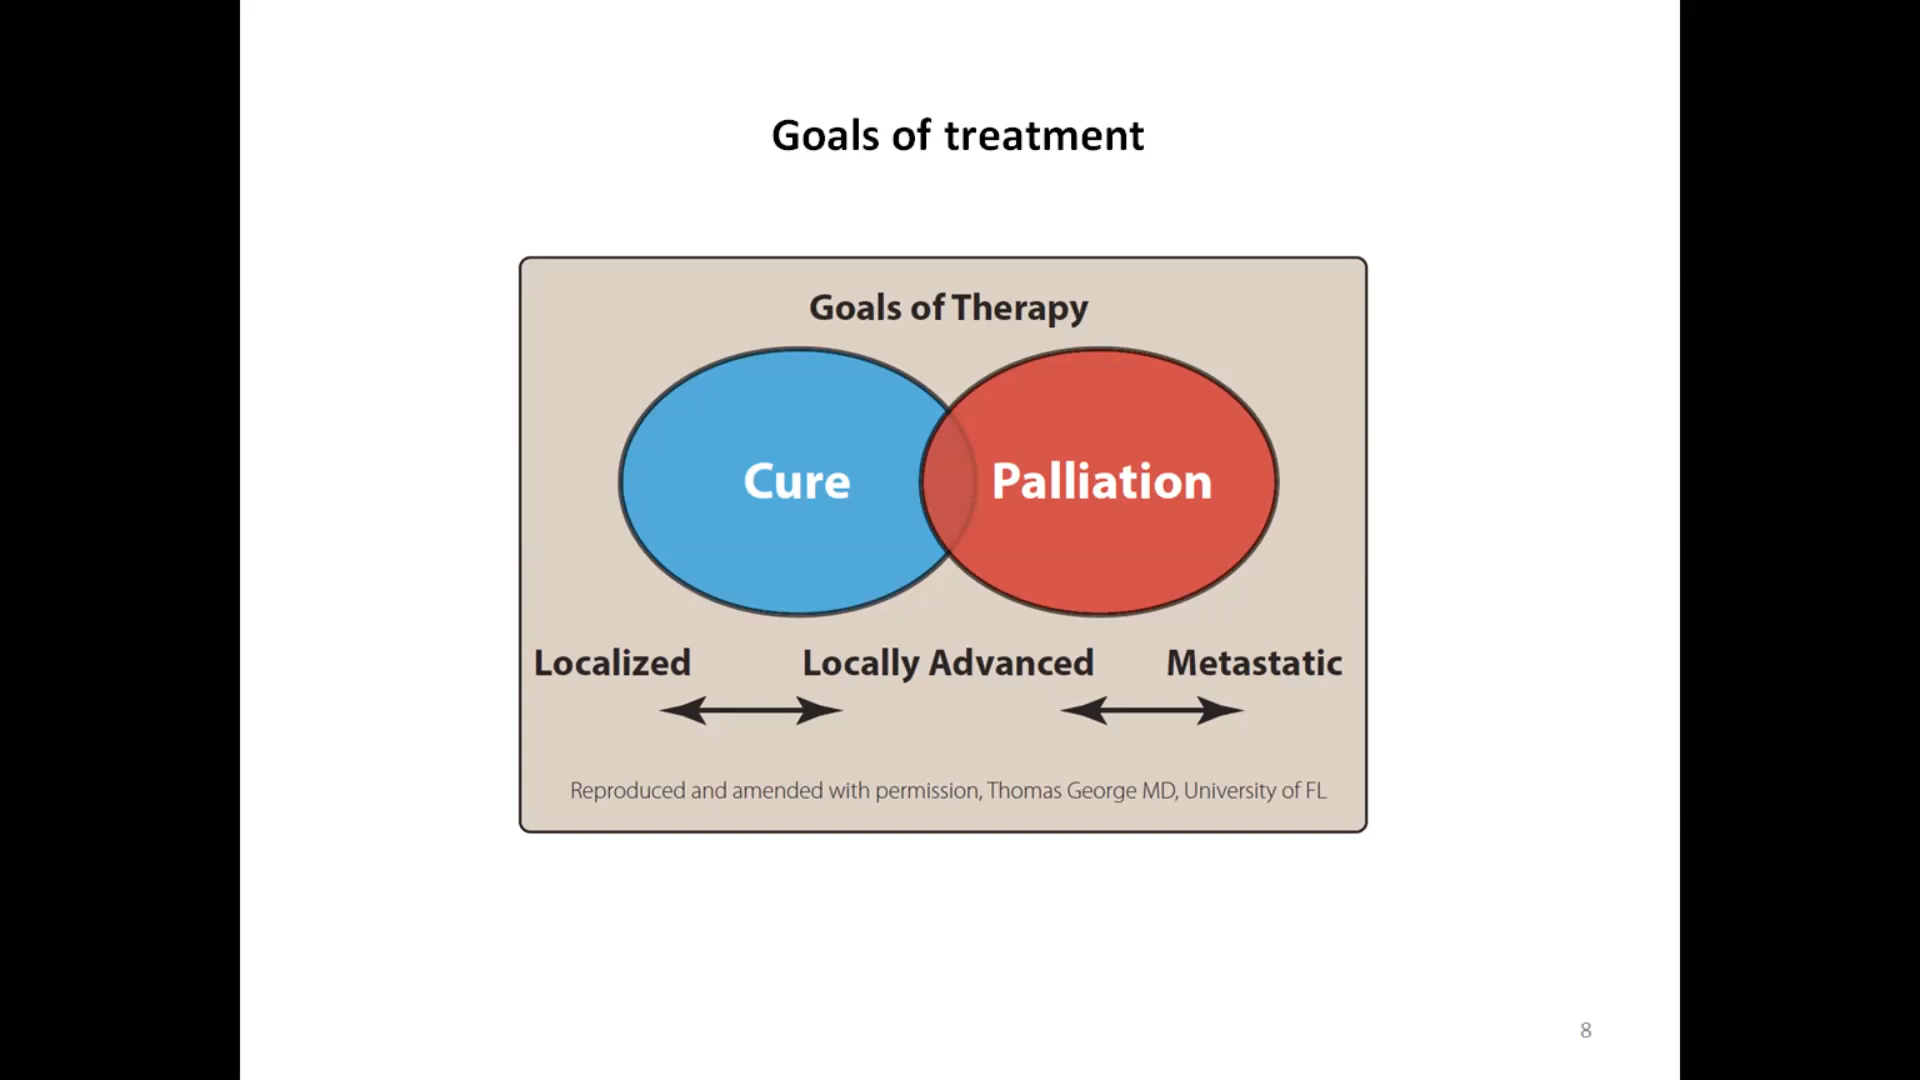 Goals of treatment
Goals of Therapy
Cure
Palliation
Localized
Locally Advanced
Metastatic
Reproduced and amended with permission, Thomas George MD, University of FL
8